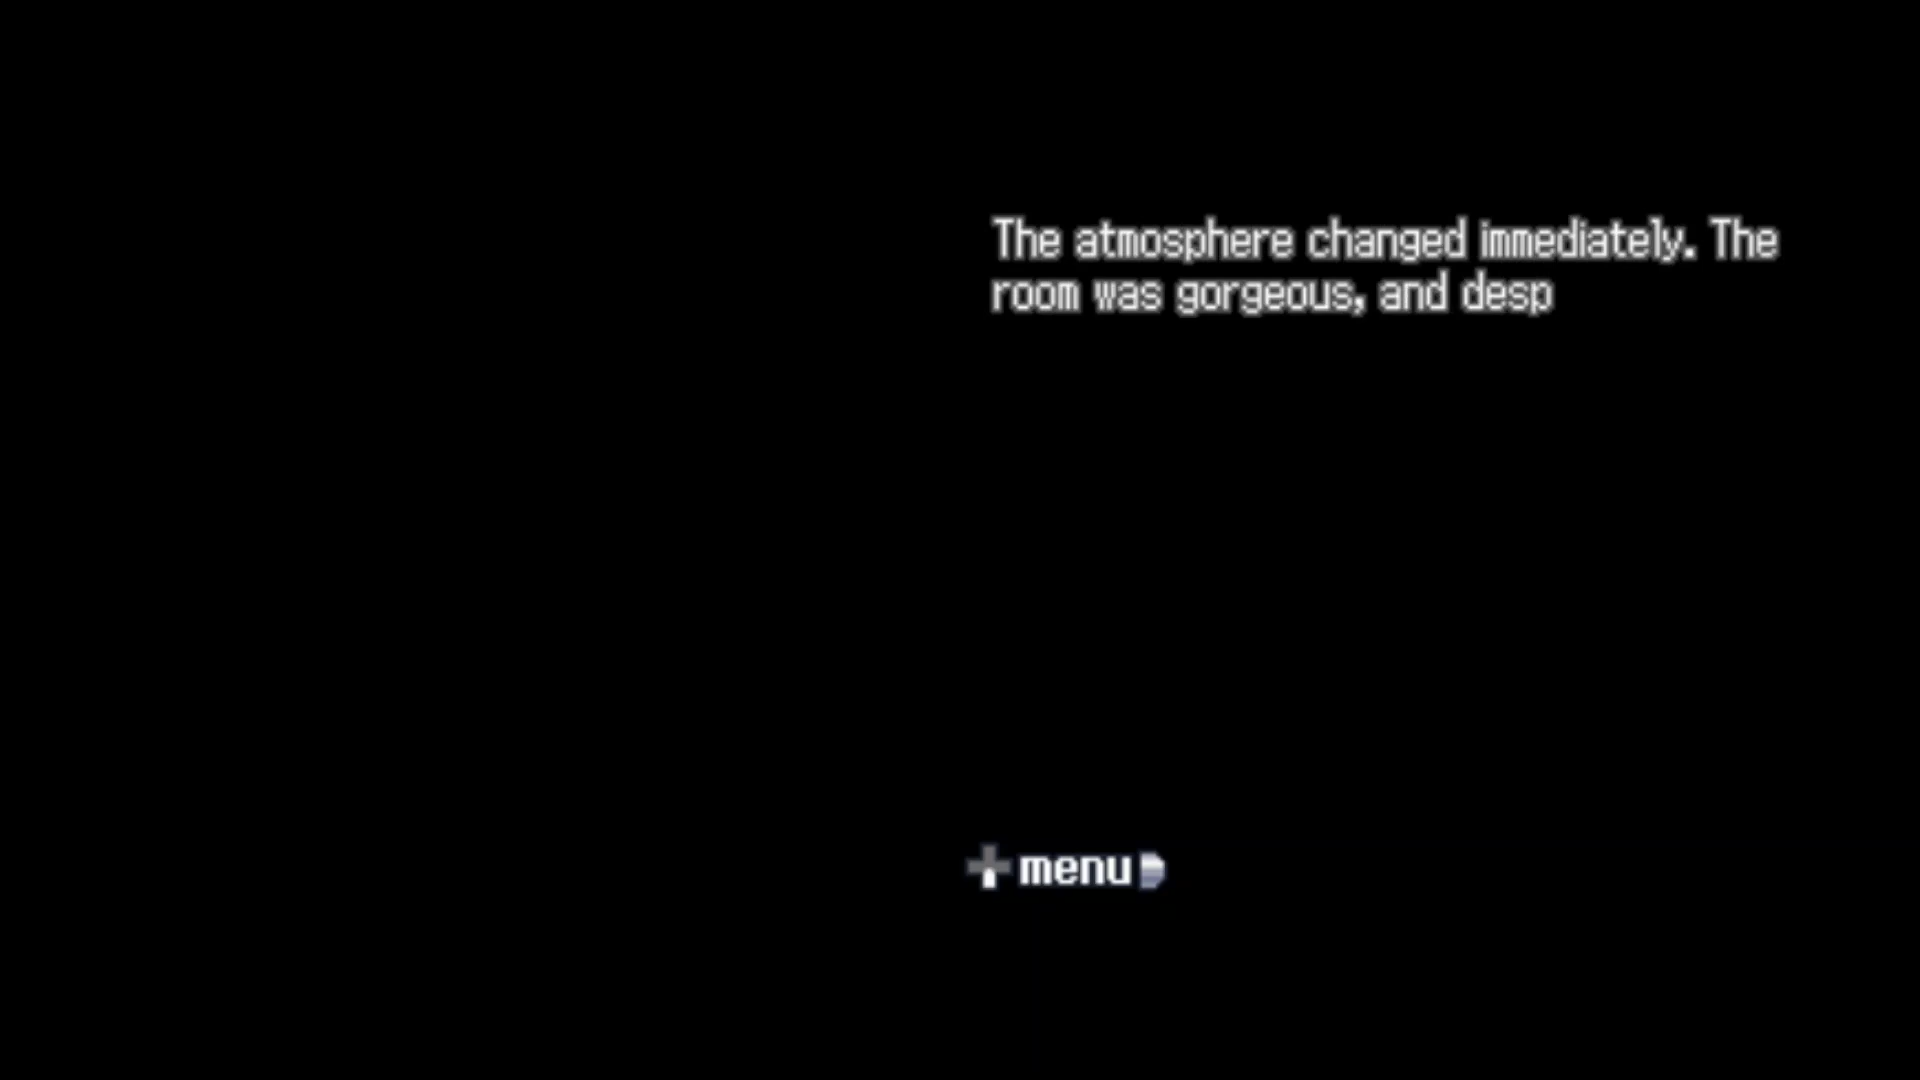 The atmosphere changed immediately. The
room was gorgeous, and desp
menu